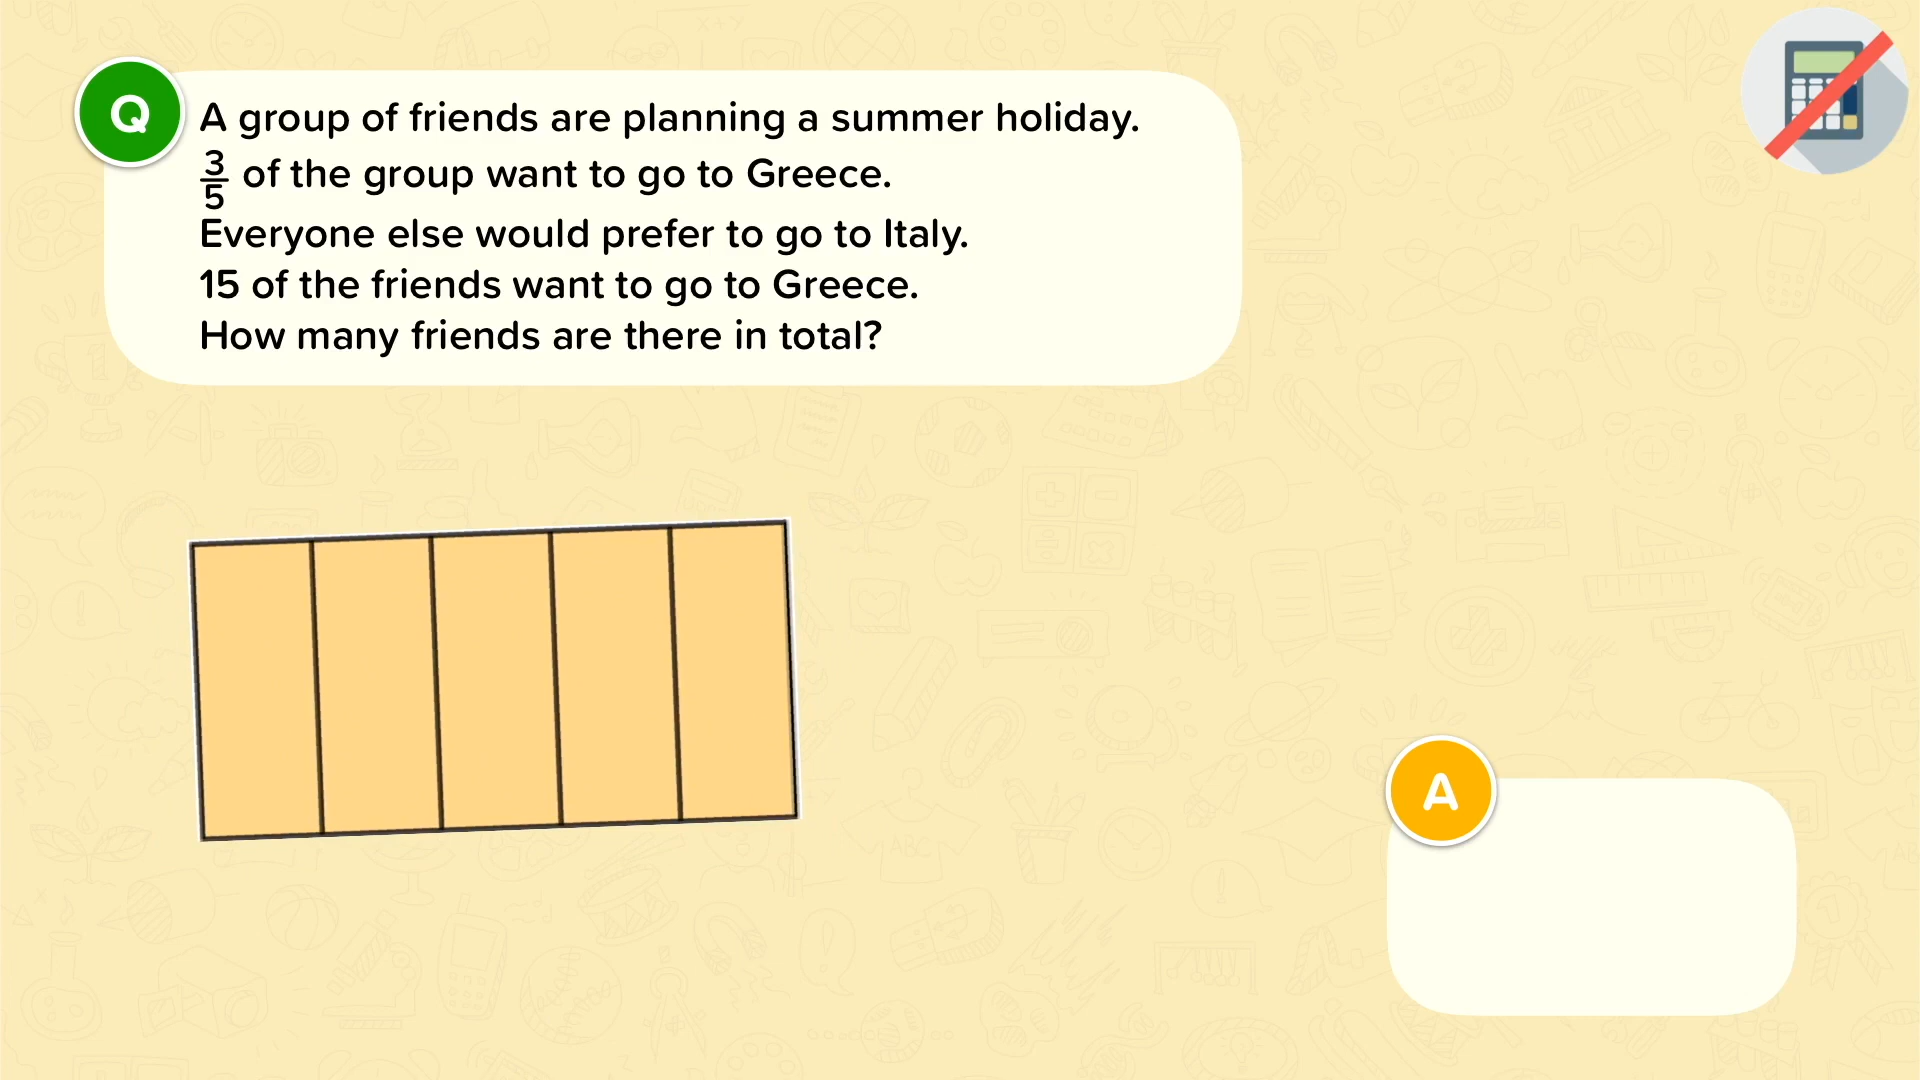 Q
A group of friends are planning a summer holiday.
3/5 of the group want to go to Greece.
Everyone else would prefer to go to Italy.
15 of the friends want to go to Greece.
How many friends are there in total?
A